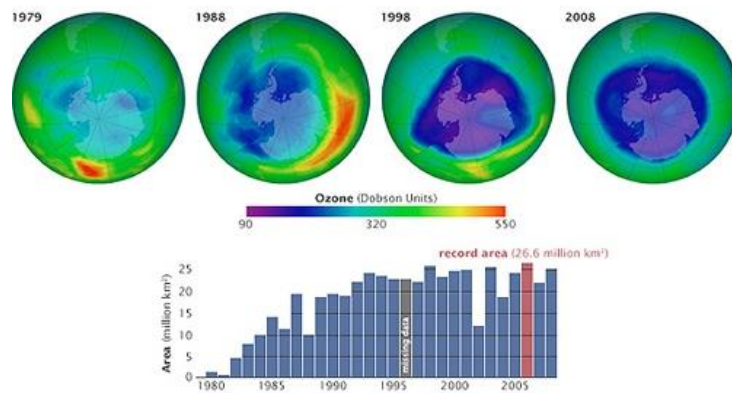 1979 1988 1998 2008
Ozone (Dobson Units)
90 320 550
record area (26.6 million km²)
Area (million km²)
25
20
15
10
5
0
missing data
1980 1985 1990 1995 2000 2005